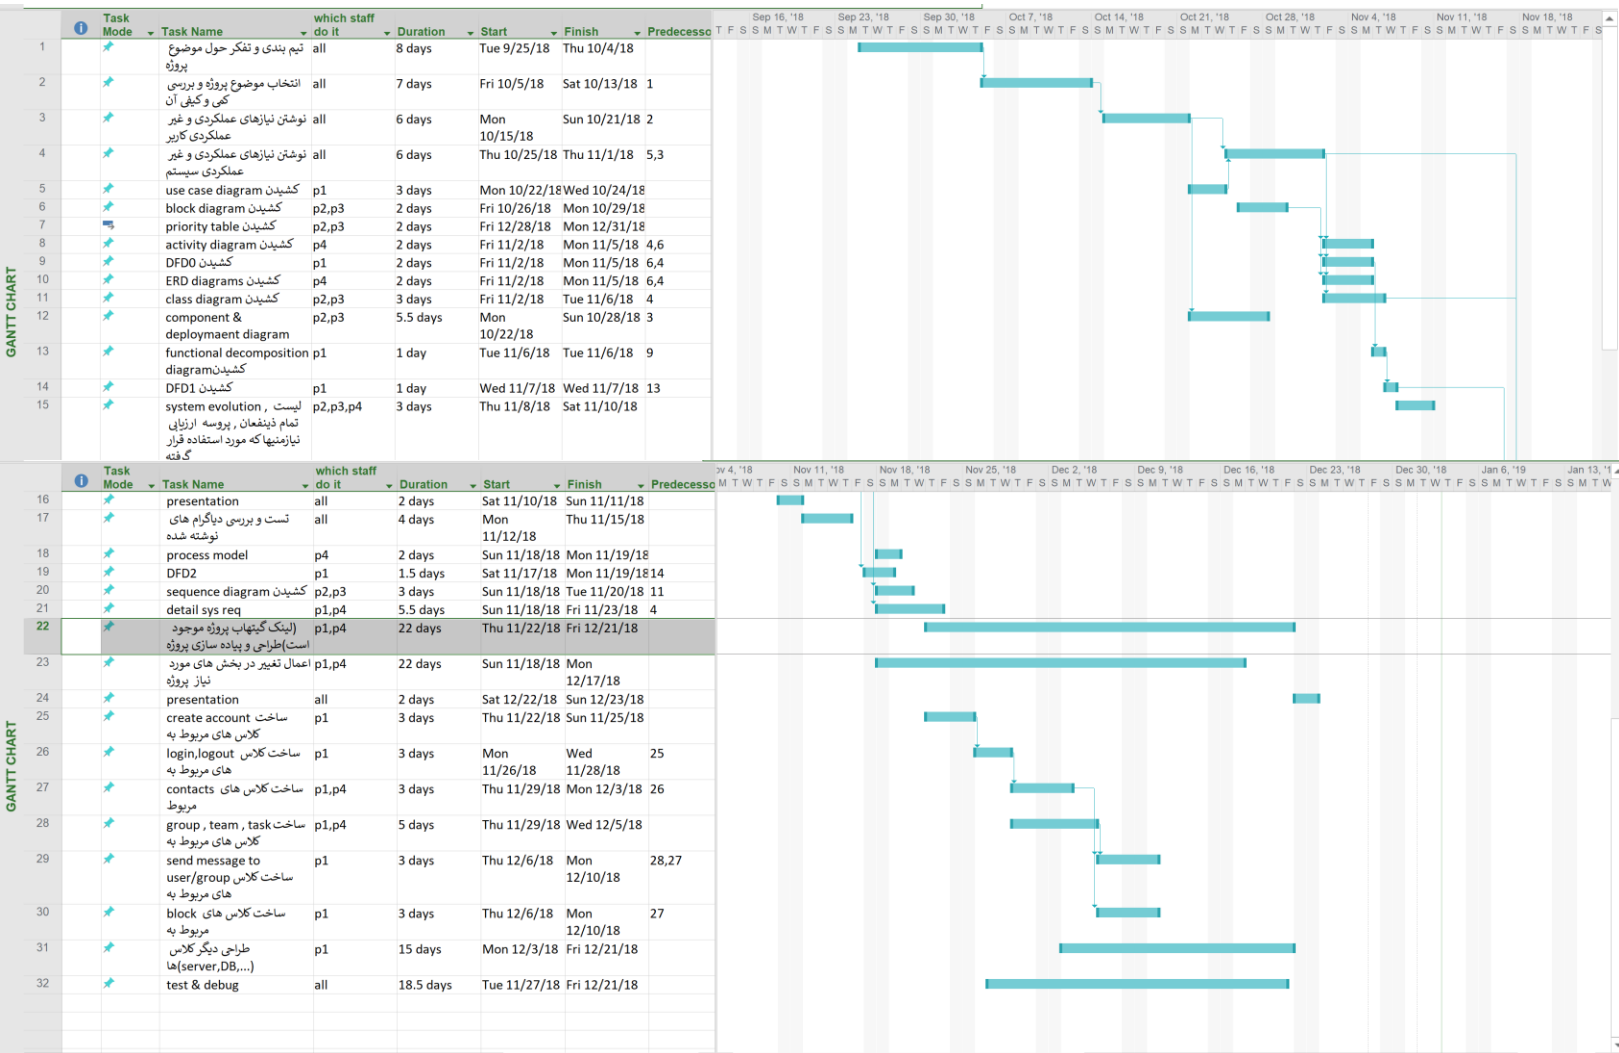 Task which staff
Mode Task Name do it Duration Start Finish Predecesso
Sep 16, '18 Sep 23, '18 Sep 30, '18 Oct 7, '18 Oct 14, '18 Oct 21, '18 Oct 28, '18 Nov 4, '18 Nov 11, '18 Nov 18, '18
T F S S M T W T F S S M T W T F S S M T W T F S S M T W T F S S M T W T F S S M T W T F S S M T W T F S S M T W T F S S M T W T F S S M T W T F S
GANTT CHART
1 تیم بندی و تفکر حول موضوع all 8 days Tue 9/25/18 Thu 10/4/18
پروژه
2 انتخاب موضوع پروژه و بررسی all 7 days Fri 10/5/18 Sat 10/13/18 1
کمی و کیفی آن
3 نوشتن نیازهای عملکردی و غیر all 6 days Mon Sun 10/21/18 2
عملکردی کاربر 10/15/18
4 نوشتن نیازهای عملکردی و غیر all 6 days Thu 10/25/18 Thu 11/1/18 5,3
عملکردی سیستم
5 use case diagram کشیدن p1 3 days Mon 10/22/18 Wed 10/24/18
6 block diagram کشیدن p2,p3 2 days Fri 10/26/18 Mon 10/29/18
7 priority table کشیدن p2,p3 2 days Fri 12/28/18 Mon 12/31/18
8 activity diagram کشیدن p4 2 days Fri 11/2/18 Mon 11/5/18 4,6
9 DFD0 کشیدن p1 2 days Fri 11/2/18 Mon 11/5/18 6,4
10 ERD diagrams کشیدن p4 2 days Fri 11/2/18 Mon 11/5/18 6,4
11 class diagram کشیدن p2,p3 3 days Fri 11/2/18 Tue 11/6/18 4
12 component & p2,p3 5.5 days Mon Sun 10/28/18 3
deploymaent diagram 10/22/18
13 functional decomposition p1 1 day Tue 11/6/18 Tue 11/6/18 9
diagramکشیدن
14 DFD1 کشیدن p1 1 day Wed 11/7/18 Wed 11/7/18 13
15 system evolution , لیست p2,p3,p4 3 days Thu 11/8/18 Sat 11/10/18
تمام ذینفعان , پروسه ارزیابی
نیازمنیها که مورد استفاده قرار
گرفته
Task which staff
Mode Task Name do it Duration Start Finish Predecesso
ov 4, '18 Nov 11, '18 Nov 18, '18 Nov 25, '18 Dec 2, '18 Dec 9, '18 Dec 16, '18 Dec 23, '18 Dec 30, '18 Jan 6, '19 Jan 13, '1
M T W T F S S M T W T F S S M T W T F S S M T W T F S S M T W T F S S M T W T F S S M T W T F S S M T W T F S S M T W T F S S M T W T F S S M T W
GANTT CHART
16 presentation all 2 days Sat 11/10/18 Sun 11/11/18
17 تست و بررسی دیاگرام های all 4 days Mon Thu 11/15/18
نوشته شده 11/12/18
18 process model p4 2 days Sun 11/18/18 Mon 11/19/18
19 DFD2 p1 1.5 days Sat 11/17/18 Mon 11/19/18 14
20 sequence diagram کشیدن p2,p3 3 days Sun 11/18/18 Tue 11/20/18 11
21 detail sys req p1,p4 5.5 days Sun 11/18/18 Fri 11/23/18 4
22 (لینک گیتهاب پروژه موجود p1,p4 22 days Thu 11/22/18 Fri 12/21/18
است)طراحی و پیاده سازی پروژه
23 اعمال تغییر در بخش های مورد p1,p4 22 days Sun 11/18/18 Mon
نیاز پروژه 12/17/18
24 presentation all 2 days Sat 12/22/18 Sun 12/23/18
25 create account ساخت p1 3 days Thu 11/22/18 Sun 11/25/18
کلاس های مربوط به
26 login,logout ساخت کلاس p1 3 days Mon Wed 25
های مربوط به 11/26/18 11/28/18
27 contacts ساخت کلاس های p1,p4 3 days Thu 11/29/18 Mon 12/3/18 26
مربوط
28 group , team , task ساخت p1,p4 5 days Thu 11/29/18 Wed 12/5/18
کلاس های مربوط به
29 send message to p1 3 days Thu 12/6/18 Mon 28,27
user/group ساخت کلاس 12/10/18
های مربوط به
30 block ساخت کلاس های p1 3 days Thu 12/6/18 Mon 27
مربوط به 12/10/18
31 طراحی دیگر کلاس p1 15 days Mon 12/3/18 Fri 12/21/18
ها(server,DB,...)
32 test & debug all 18.5 days Tue 11/27/18 Fri 12/21/18